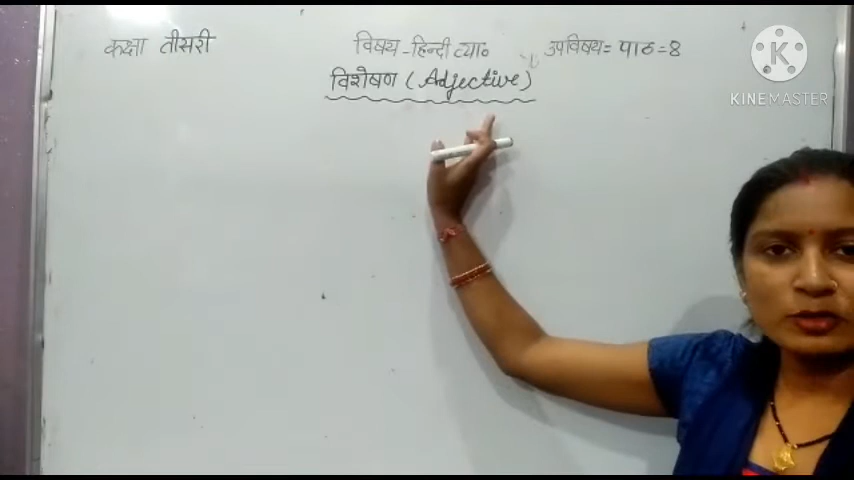 कक्षा तीसरी विषय - हिन्दी व्या० उपविषय = पाठ = 8
विशेषण ( Adjective )
KINEMASTER